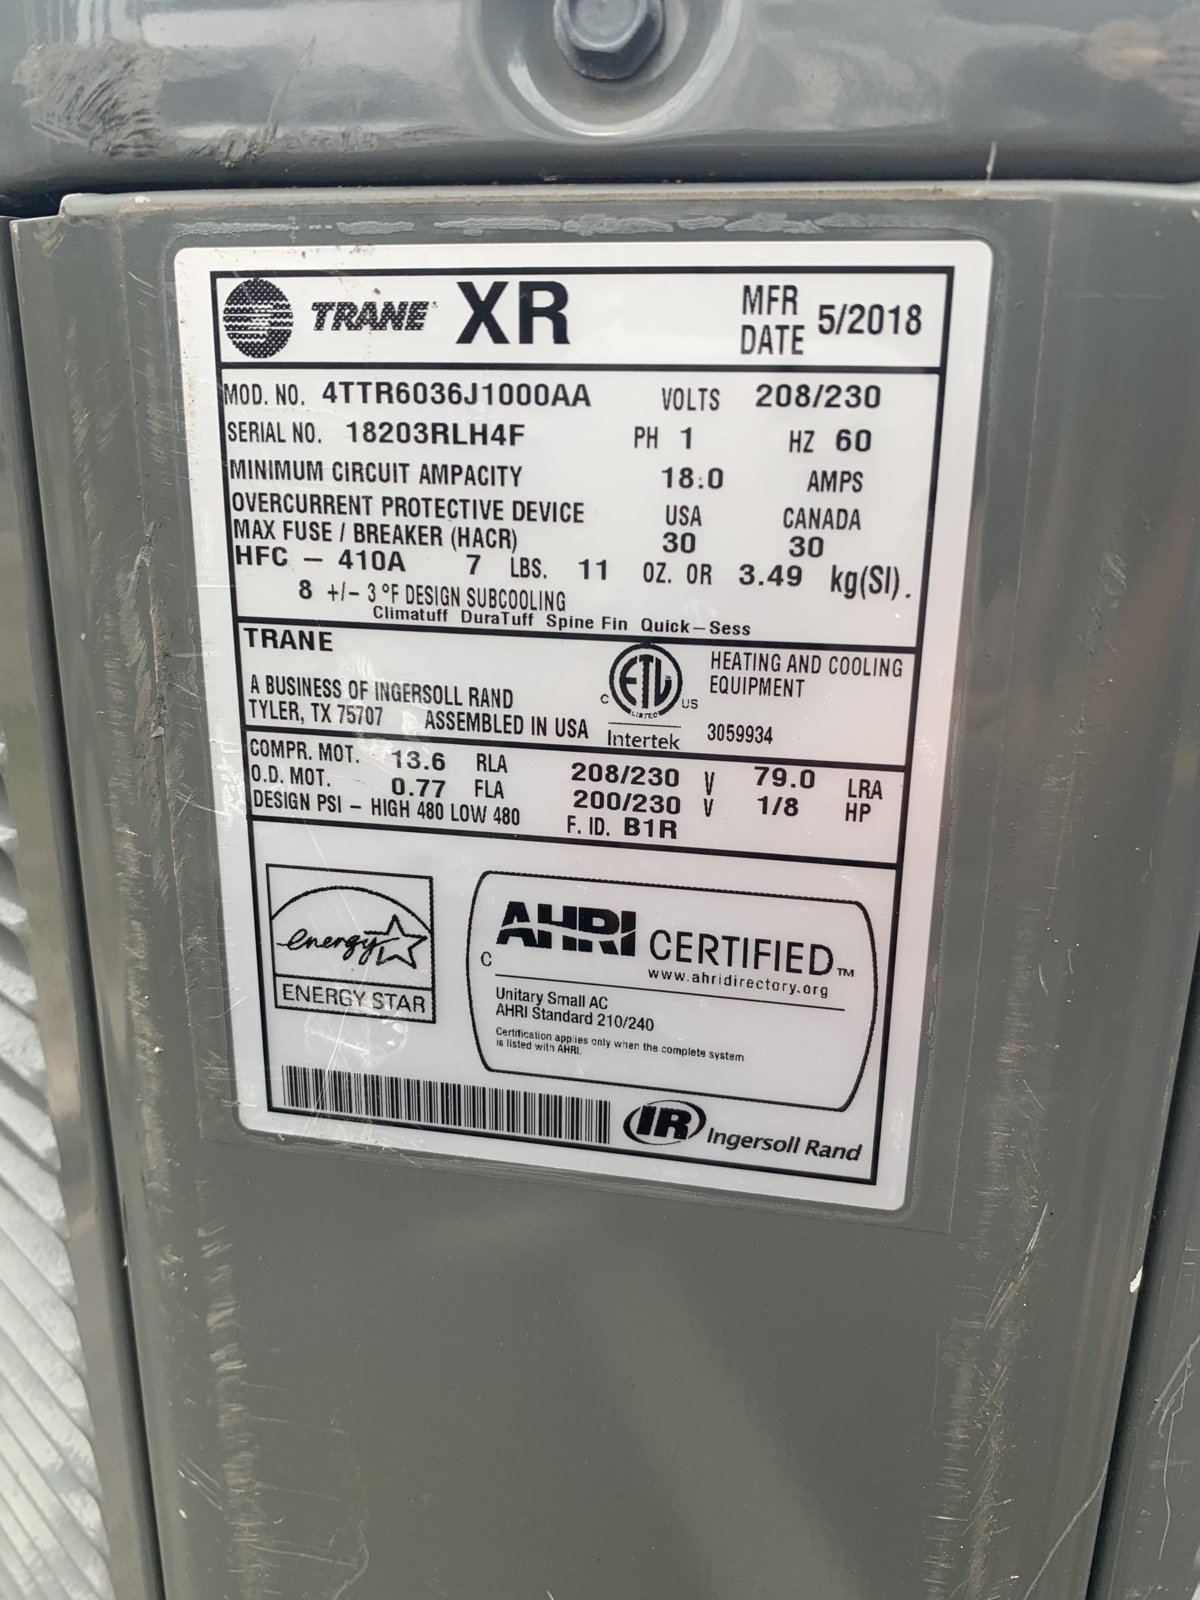 TRANE XR MFR DATE 5/2018
MOD. NO. 4TTR6036J1000AA VOLTS 208/230
SERIAL NO. 18203RLH4F PH 1 HZ 60
MINIMUM CIRCUIT AMPACITY 18.0 AMPS
OVERCURRENT PROTECTIVE DEVICE USA CANADA
MAX FUSE / BREAKER (HACR) 30 30
HFC - 410A 7 LBS. 11 OZ. OR 3.49 kg(SI).
8 +/- 3 °F DESIGN SUBCOOLING
Climatuff DuraTuff Spine Fin Quick-Sess
TRANE
A BUSINESS OF INGERSOLL RAND
TYLER, TX 75707 ASSEMBLED IN USA
C ETL US
LISTED
Intertek
HEATING AND COOLING
EQUIPMENT
3059934
COMPR. MOT. 13.6 RLA 208/230 V 79.0 LRA
O.D. MOT. 0.77 FLA 200/230 V 1/8 HP
DESIGN PSI - HIGH 480 LOW 480 F. ID. B1R
energy
ENERGY STAR
C AHRI CERTIFIED™
www.ahridirectory.org
Unitary Small AC
AHRI Standard 210/240
Certification applies only when the complete system
is listed with AHRI.
IR Ingersoll Rand